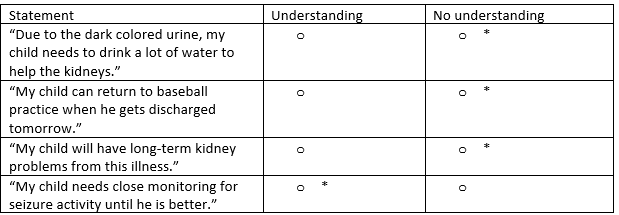 Statement Understanding No understanding
“Due to the dark colored urine, my o o *
child needs to drink a lot of water to
help the kidneys.”
“My child can return to baseball o o *
practice when he gets discharged
tomorrow.”
“My child will have long-term kidney o o *
problems from this illness.”
“My child needs close monitoring for o * o
seizure activity until he is better.”